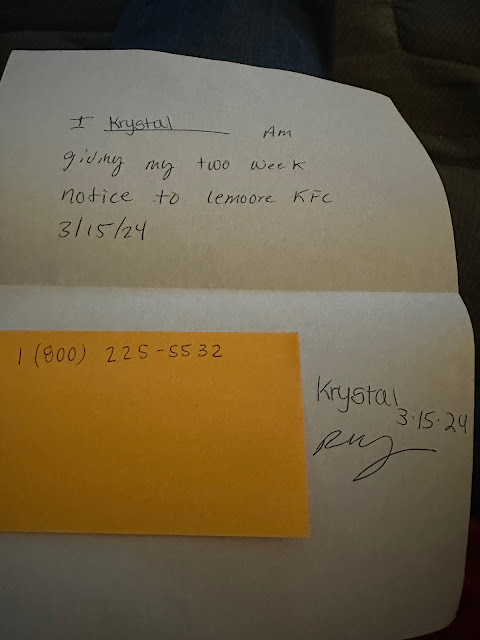 I Krystal Am
giving my two week
notice to lemoore KFC
3/15/24
1 (800) 225-5532
Krystal
3.15.24